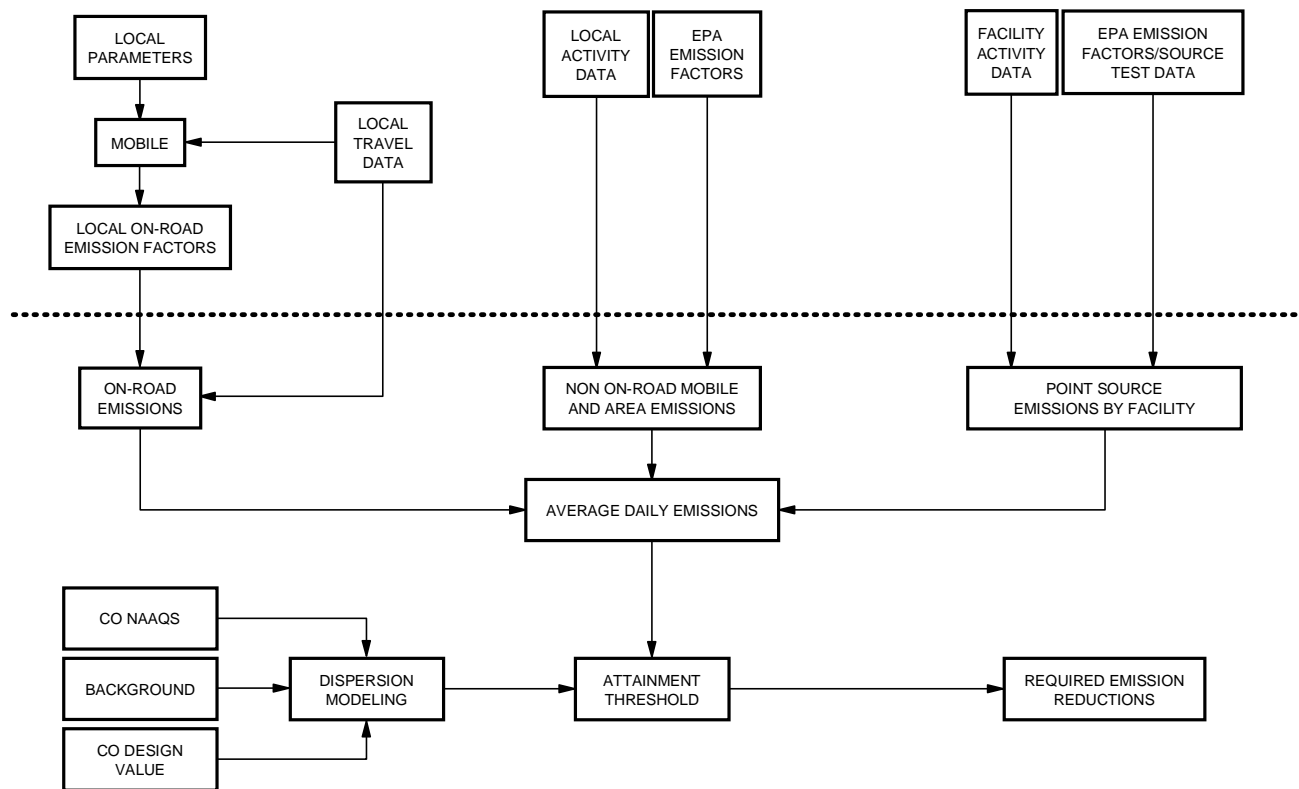 LOCAL
PARAMETERS
LOCAL
ACTIVITY
DATA
EPA
EMISSION
FACTORS
FACILITY
ACTIVITY
DATA
EPA EMISSION
FACTORS/SOURCE
TEST DATA
MOBILE
LOCAL
TRAVEL
DATA
LOCAL ON-ROAD
EMISSION FACTORS
ON-ROAD
EMISSIONS
NON ON-ROAD MOBILE
AND AREA EMISSIONS
POINT SOURCE
EMISSIONS BY FACILITY
AVERAGE DAILY EMISSIONS
CO NAAQS
BACKGROUND
CO DESIGN
VALUE
DISPERSION
MODELING
ATTAINMENT
THRESHOLD
REQUIRED EMISSION
REDUCTIONS